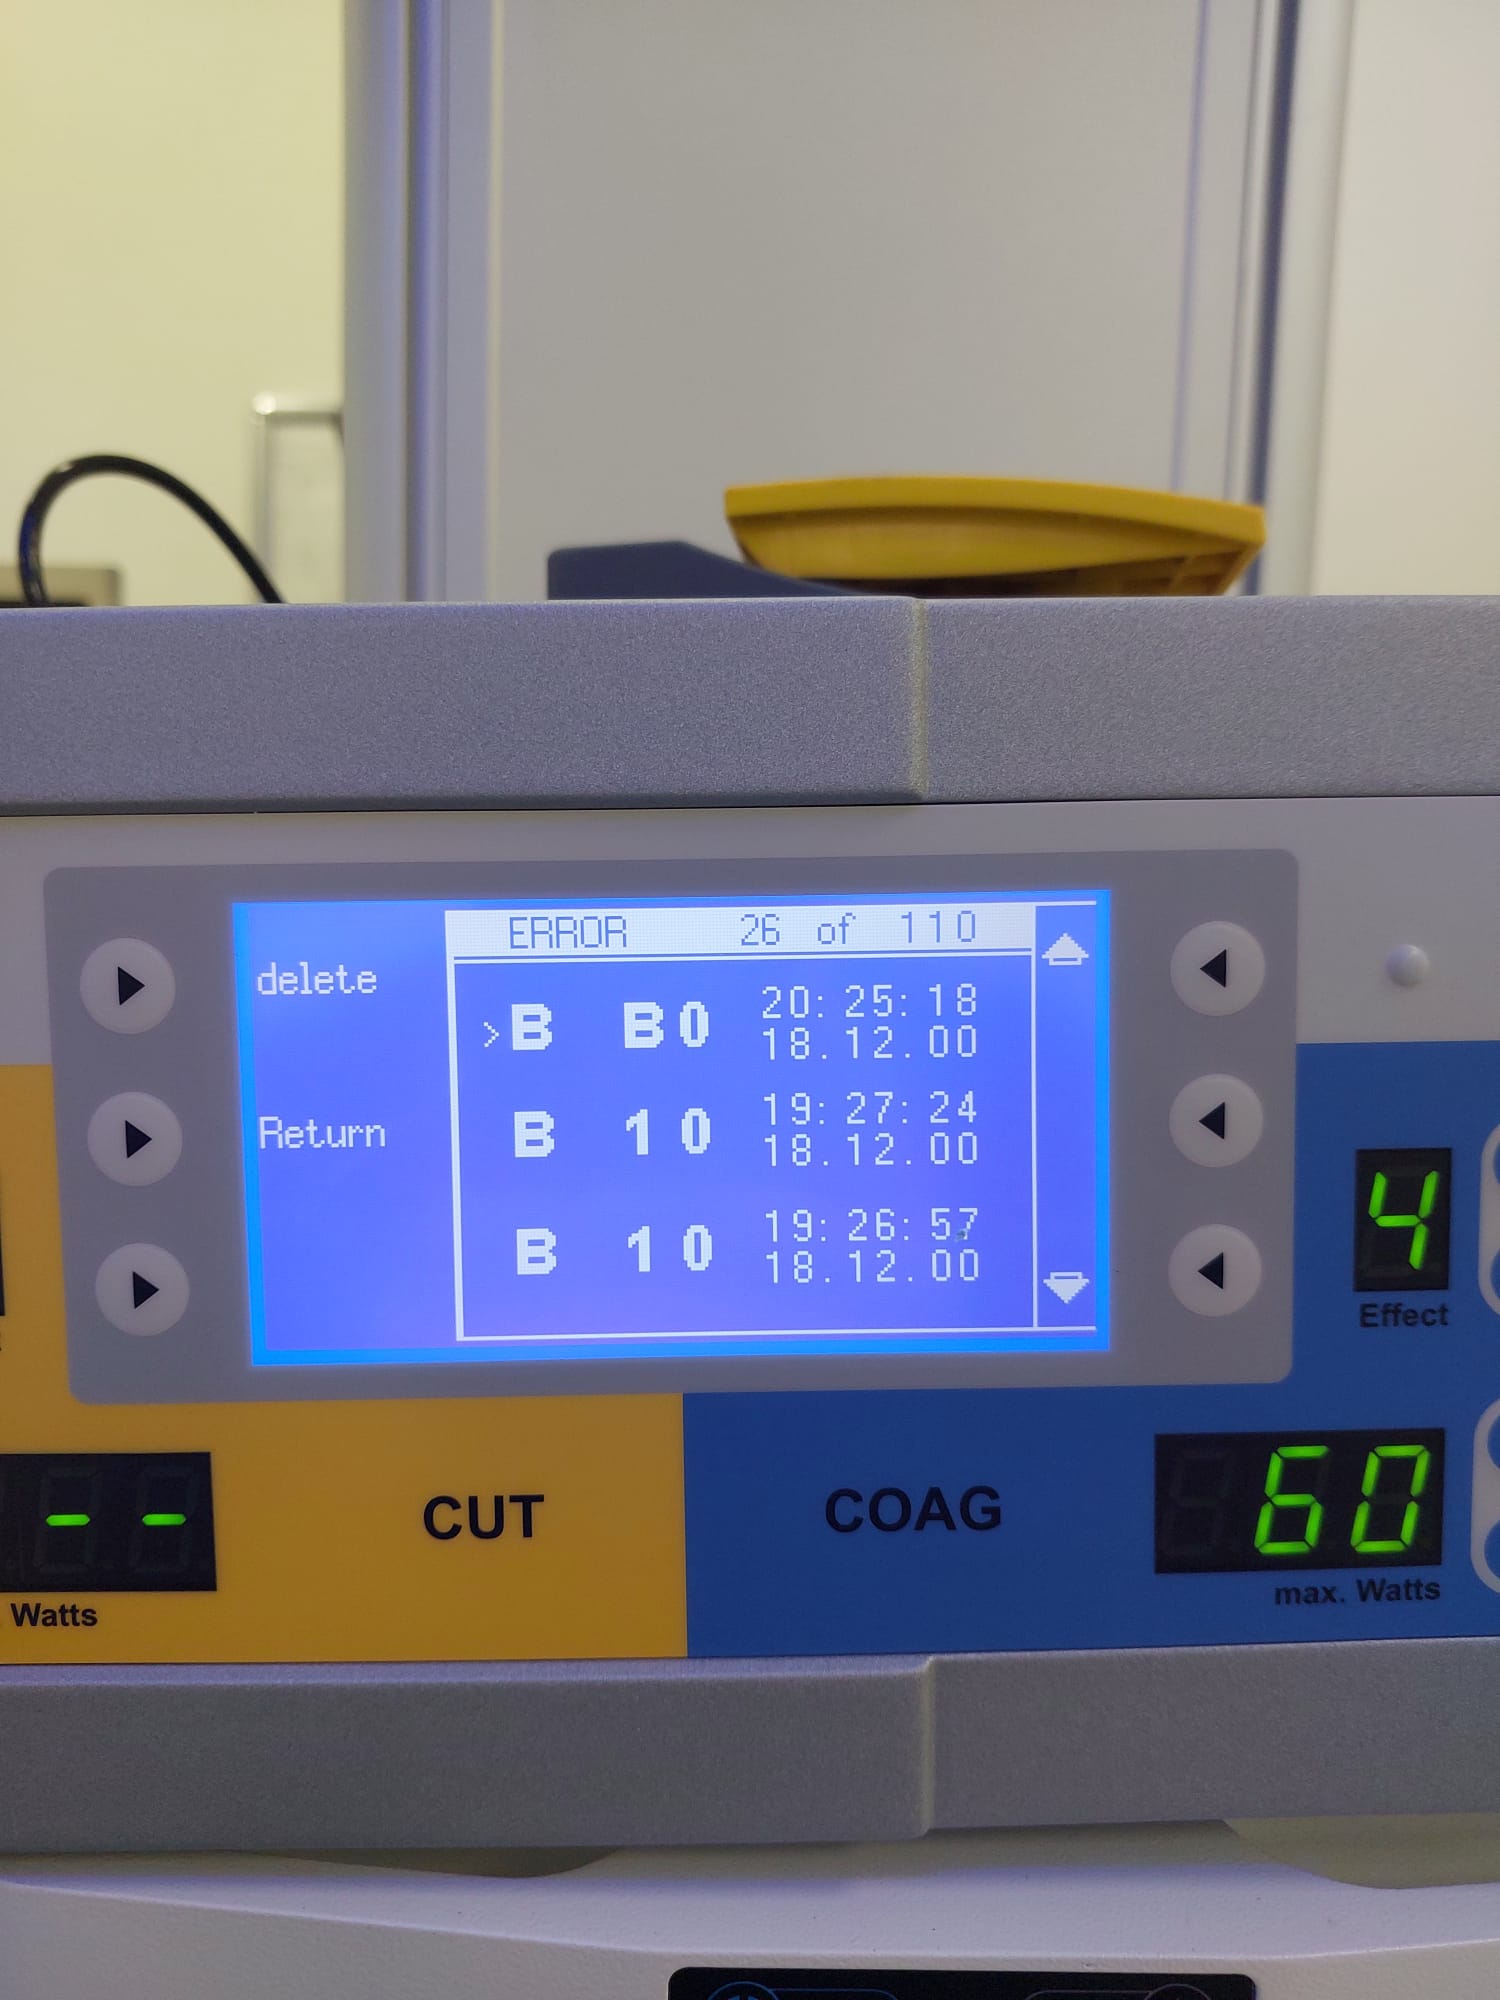 ERROR 26 of 110
delete
>B B0 20:25:18
18.12.00
Return
B 10 19:27:24
18.12.00
B 10 19:26:57
18.12.00
4
Effect
CUT
COAG
- -
60
Watts
max. Watts